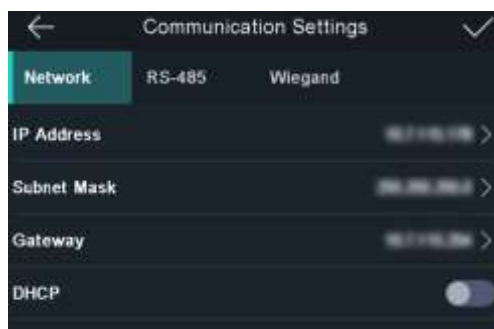 Communication Settings
Network RS-485 Wiegand
IP Address
Subnet Mask
Gateway
DHCP